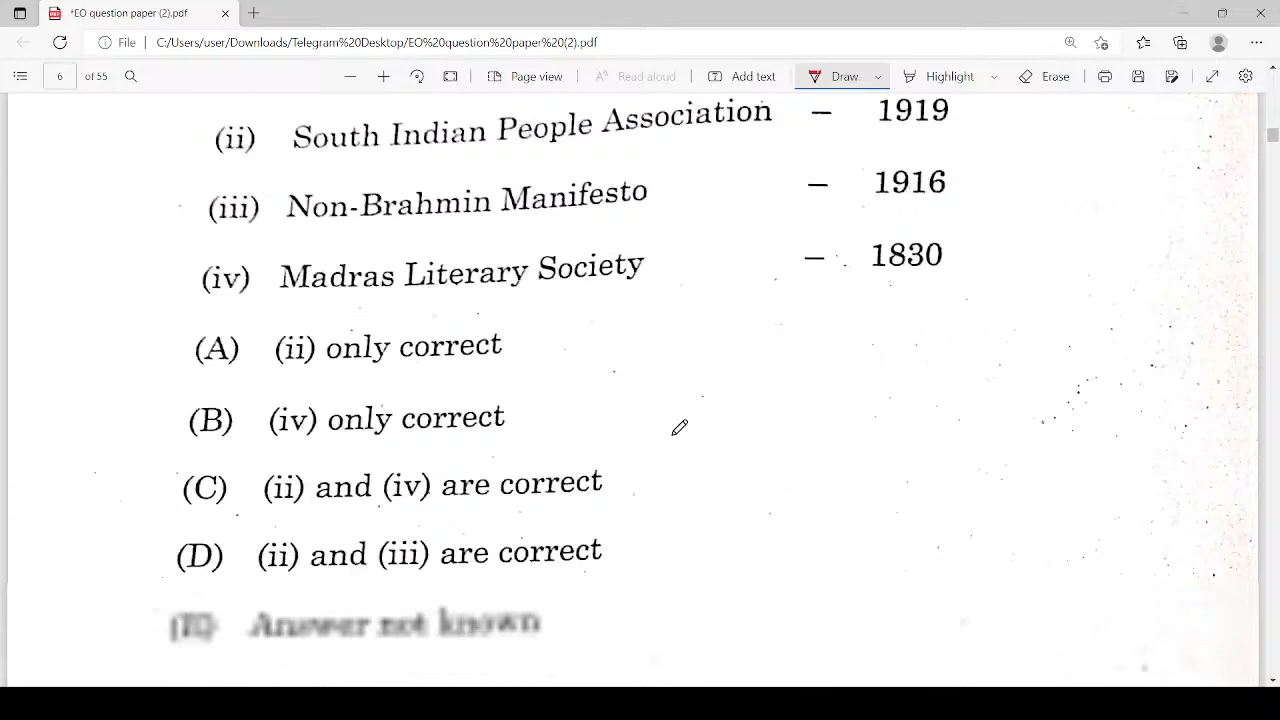 *EO question paper (2).pdf
File | C:/Users/user/Downloads/Telegram%20Desktop/EO%20question%20paper%20(2).pdf
6 of 55 Page view Read aloud Add text Draw Highlight Erase
(ii) South Indian People Association – 1919
(iii) Non-Brahmin Manifesto – 1916
(iv) Madras Literary Society – 1830
(A) (ii) only correct
(B) (iv) only correct
(C) (ii) and (iv) are correct
(D) (ii) and (iii) are correct
(E) Answer not known